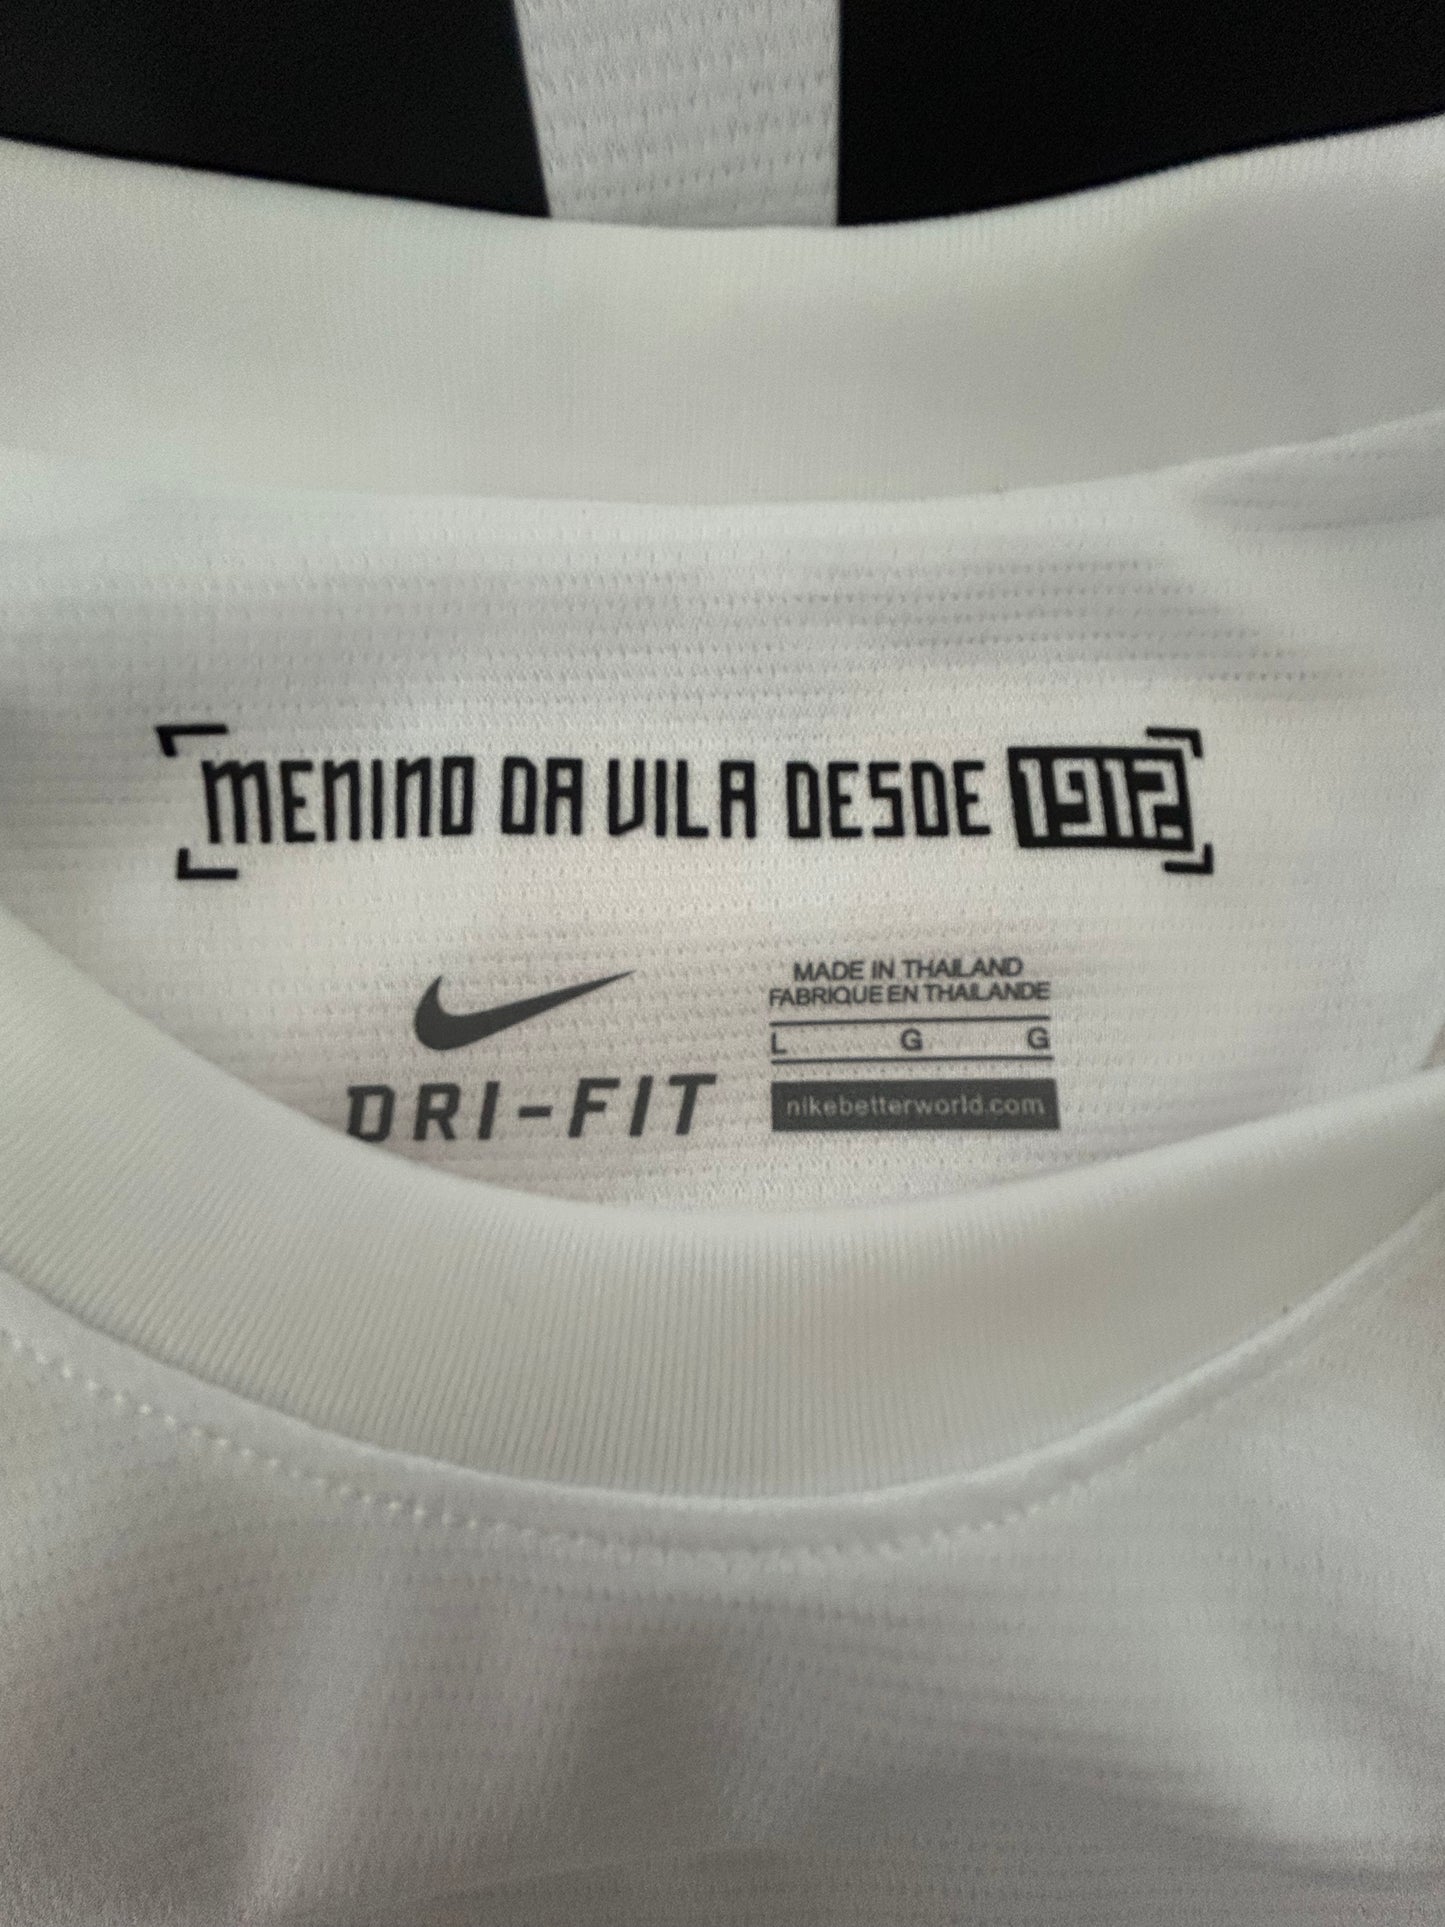 MENINO DA VILA DESDE 1912
DRI-FIT
MADE IN THAILAND
FABRIQUE EN THAILANDE
L G G
nikebetterworld.com